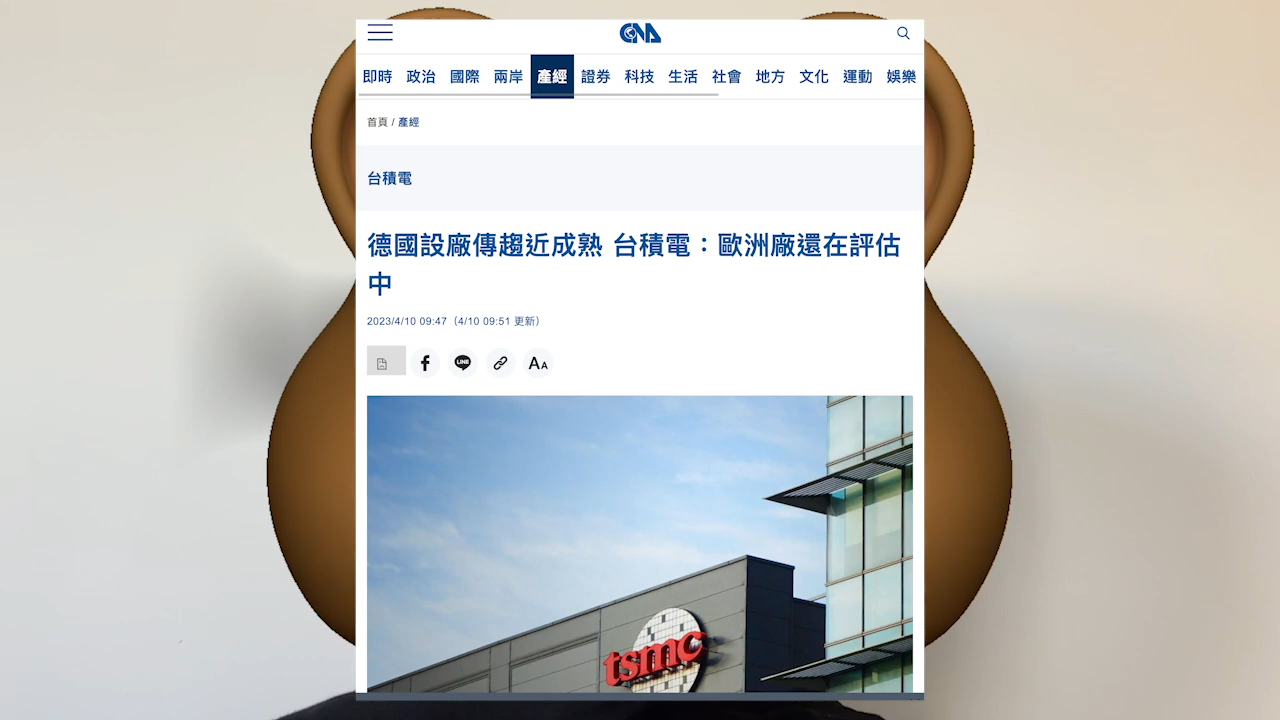 CNA
即時 政治 國際 兩岸 產經 證券 科技 生活 社會 地方 文化 運動 娛樂
首頁 / 產經
台積電
德國設廠傳趨近成熟 台積電：歐洲廠還在評估
中
2023/4/10 09:47（4/10 09:51 更新）
LINE
AA
tsmc